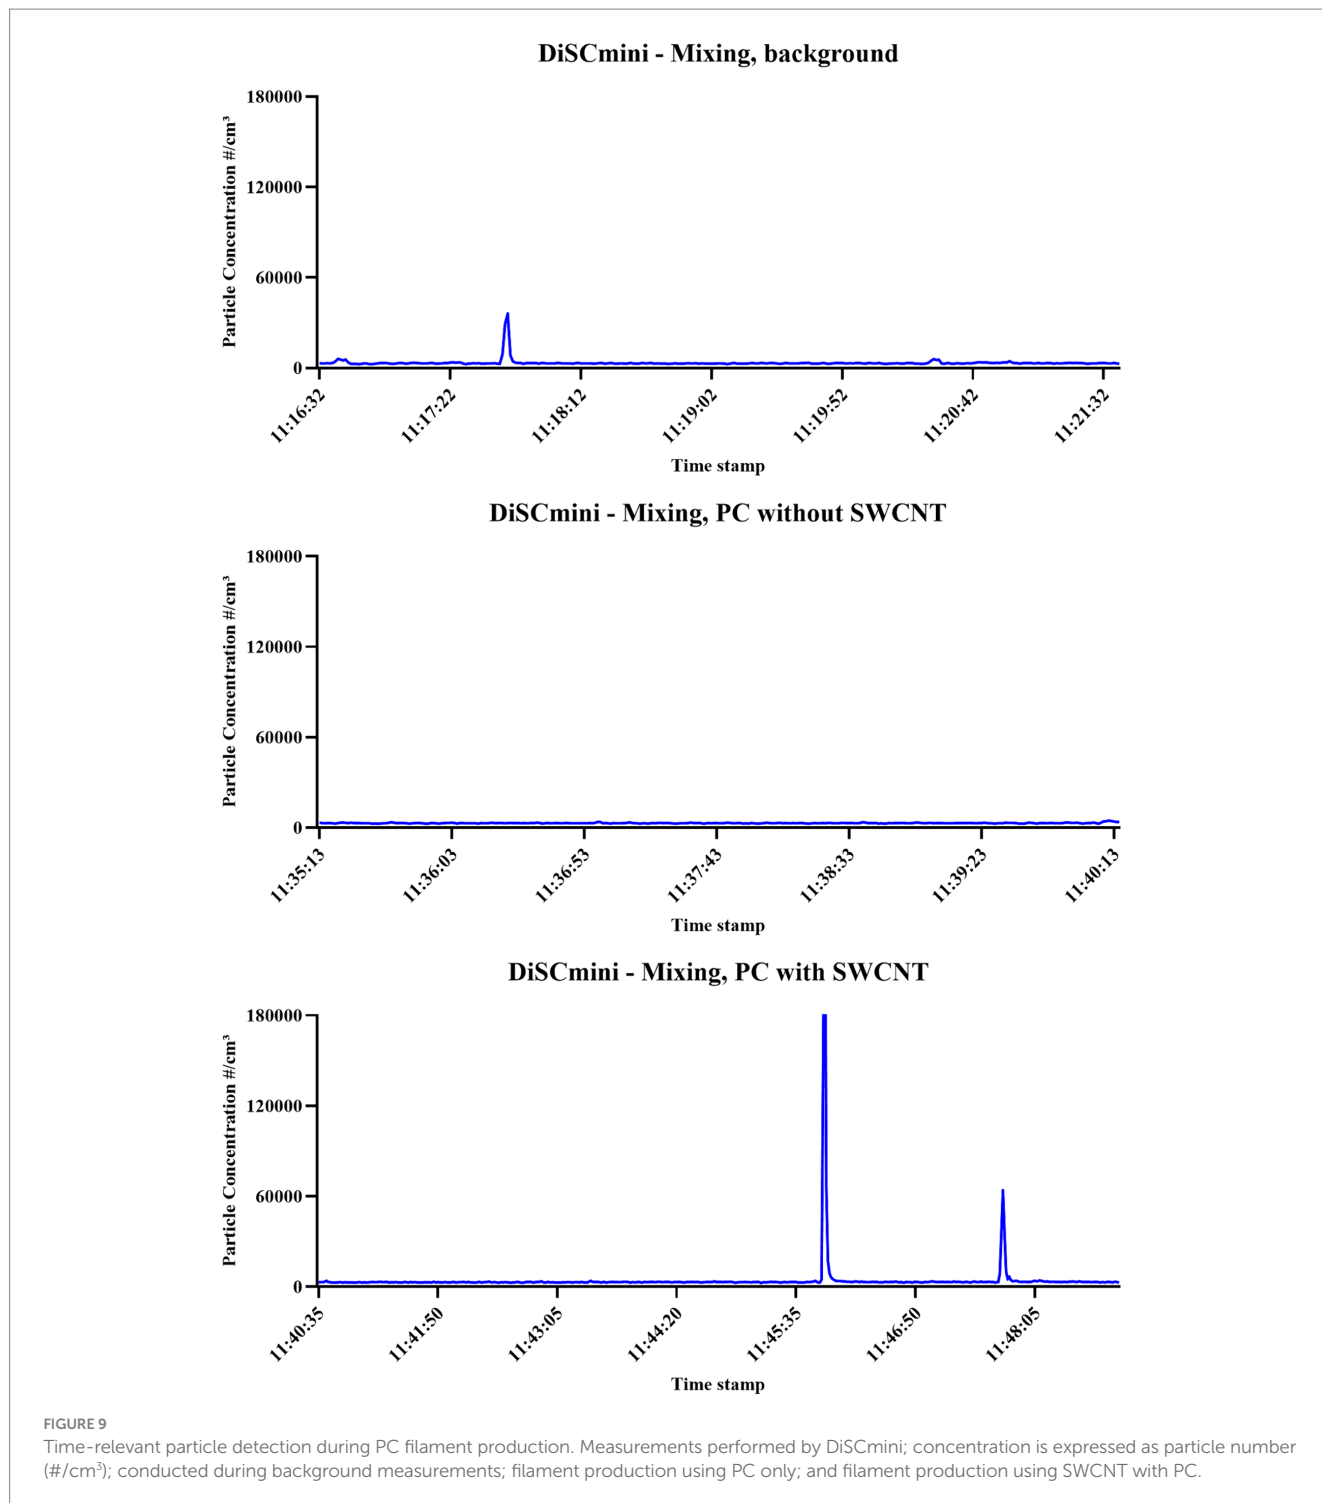 DiSCmini - Mixing, background
Particle Concentration #/cm³
180000
120000
60000
0
11:16:32
11:17:22
11:18:12
11:19:02
11:19:52
11:20:42
11:21:32
Time stamp
DiSCmini - Mixing, PC without SWCNT
Particle Concentration #/cm³
180000
120000
60000
0
11:35:13
11:36:03
11:36:53
11:37:43
11:38:33
11:39:23
11:40:13
Time stamp
DiSCmini - Mixing, PC with SWCNT
Particle Concentration #/cm³
180000
120000
60000
0
11:40:35
11:41:50
11:43:05
11:44:20
11:45:35
11:46:50
11:48:05
Time stamp
FIGURE 9
Time-relevant particle detection during PC filament production. Measurements performed by DiSCmini; concentration is expressed as particle number
(#/cm³); conducted during background measurements; filament production using PC only; and filament production using SWCNT with PC.